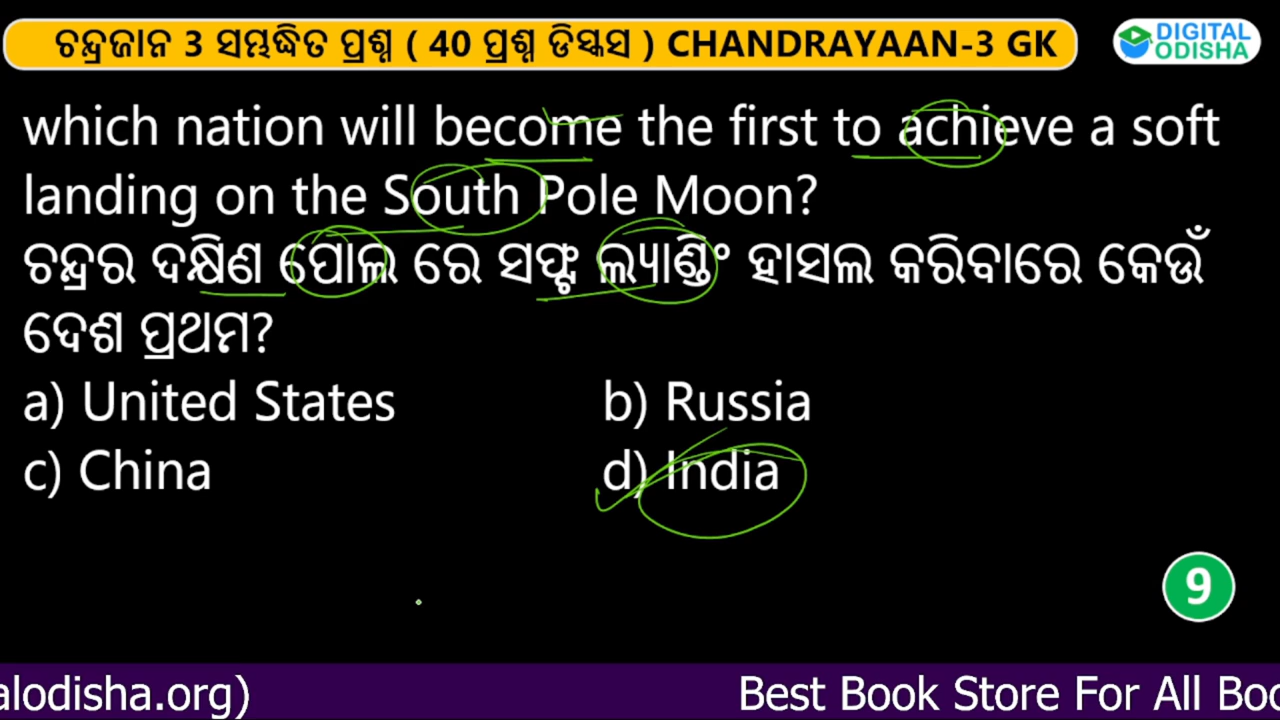 ଚନ୍ଦ୍ରଜାନ 3 ସମ୍ଭଦ୍ଧିତ ପ୍ରଶ୍ନ ( 40 ପ୍ରଶ୍ନ ଡିସ୍କସ ) CHANDRAYAAN-3 GK
DIGITAL
ODISHA
which nation will become the first to achieve a soft
landing on the South Pole Moon?
ଚନ୍ଦ୍ରର ଦକ୍ଷିଣ ପୋଲ ରେ ସଫ୍ଟ ଲ୍ୟାଣ୍ଡିଂ ହାସଲ କରିବାରେ କେଉଁ
ଦେଶ ପ୍ରଥମ?
a) United States b) Russia
c) China d) India
9
alodisha.org) Best Book Store For All Boo